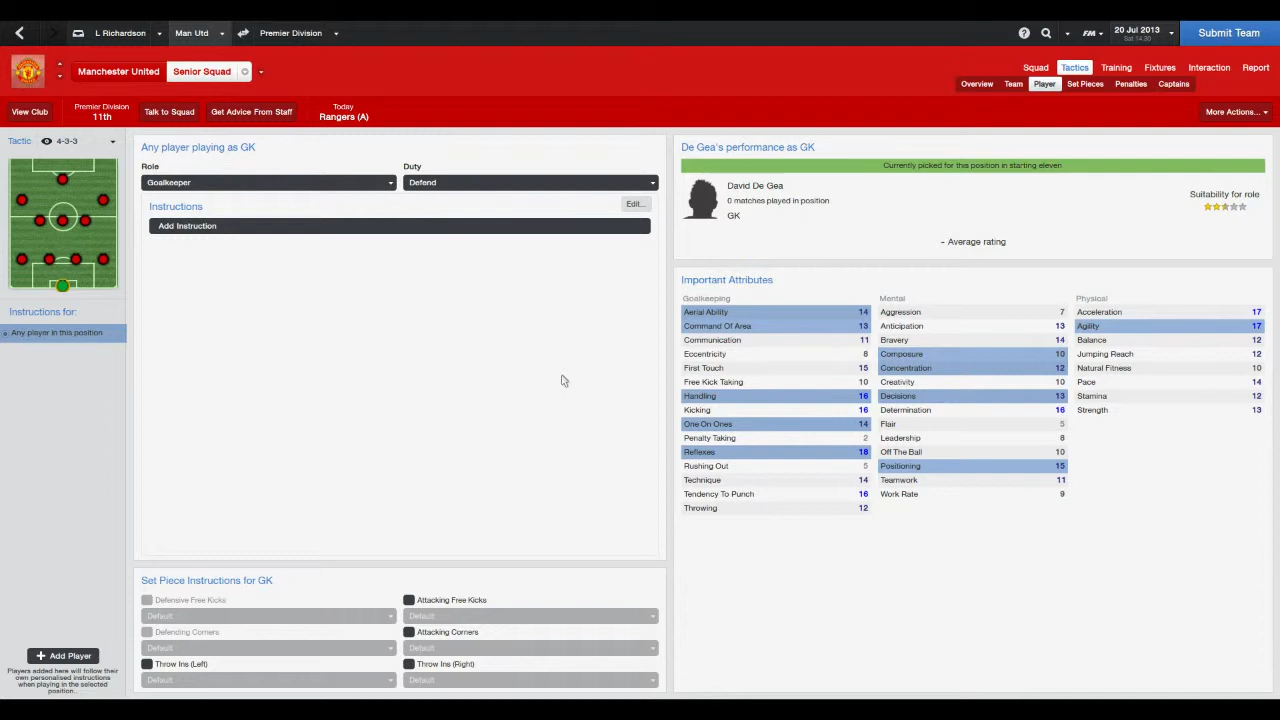 L Richardson Man Utd Premier Division FM 20 Jul 2013 Submit Team
Sat 14:30
Manchester United Senior Squad
Squad Tactics Training Fixtures Interaction Report
Overview Team Player Set Pieces Penalties Captains
View Club Premier Division Talk to Squad Get Advice From Staff Today More Actions...
11th Rangers (A)
Tactic 4-3-3
Any player playing as GK
Role Duty
Goalkeeper Defend
Instructions Edit...
Add Instruction
Instructions for:
Any player in this position
De Gea's performance as GK
Currently picked for this position in starting eleven
David De Gea
0 matches played in position
GK
Suitability for role
- Average rating
Important Attributes
Goalkeeping Mental Physical
Aerial Ability 14 Aggression 7 Acceleration 17
Command Of Area 13 Anticipation 13 Agility 17
Communication 11 Bravery 14 Balance 12
Eccentricity 8 Composure 10 Jumping Reach 12
First Touch 15 Concentration 12 Natural Fitness 10
Free Kick Taking 10 Creativity 10 Pace 14
Handling 16 Decisions 13 Stamina 12
Kicking 16 Determination 16 Strength 13
One On Ones 14 Flair 5
Penalty Taking 2 Leadership 8
Reflexes 18 Off The Ball 10
Rushing Out 5 Positioning 15
Technique 14 Teamwork 11
Tendency To Punch 16 Work Rate 9
Throwing 12
Set Piece Instructions for GK
Defensive Free Kicks Attacking Free Kicks
Default Default
Defending Corners Attacking Corners
Default Default
Throw Ins (Left) Throw Ins (Right)
Default Default
+ Add Player
Players added here will follow their
own personalised instructions
when playing in the selected
position.